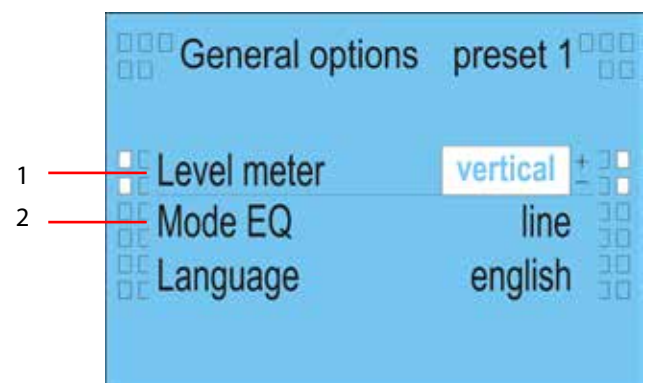 General options preset 1
1 Level meter vertical + -
2 Mode EQ line
Language english